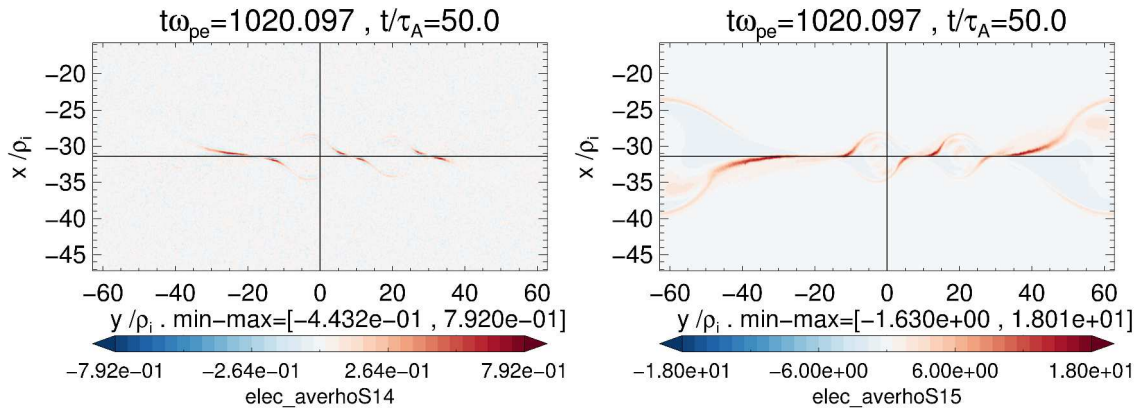 tω_pe=1020.097 , t/τ_A=50.0
x /ρ_i
−20
−25
−30
−35
−40
−45
−60 −40 −20 0 20 40 60
y /ρ_i . min−max=[−4.432e−01 , 7.920e−01]
−7.92e−01 −2.64e−01 2.64e−01 7.92e−01
elec_averhoS14
tω_pe=1020.097 , t/τ_A=50.0
x /ρ_i
−20
−25
−30
−35
−40
−45
−60 −40 −20 0 20 40 60
y /ρ_i . min−max=[−1.630e+00 , 1.801e+01]
−1.80e+01 −6.00e+00 6.00e+00 1.80e+01
elec_averhoS15